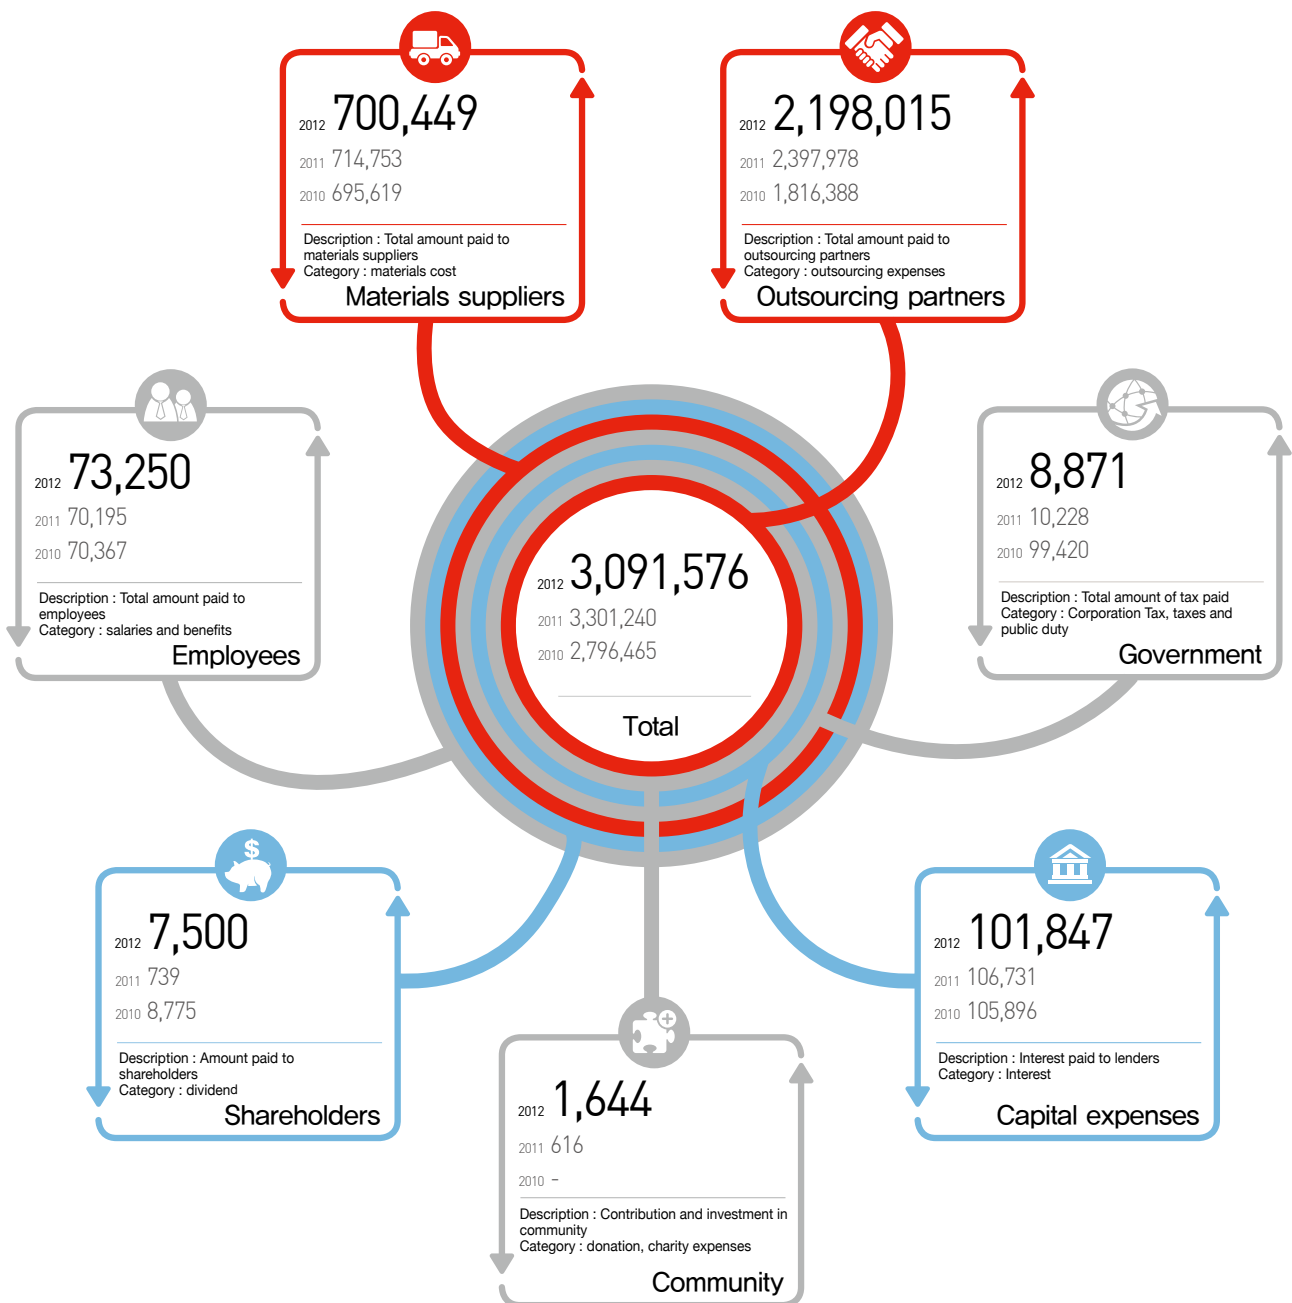 2012 700,449
2011 714,753
2010 695,619
Description : Total amount paid to
materials suppliers
Category : materials cost
Materials suppliers
2012 2,198,015
2011 2,397,978
2010 1,816,388
Description : Total amount paid to
outsourcing partners
Category : outsourcing expenses
Outsourcing partners
2012 73,250
2011 70,195
2010 70,367
Description : Total amount paid to
employees
Category : salaries and benefits
Employees
2012 3,091,576
2011 3,301,240
2010 2,796,465
Total
2012 8,871
2011 10,228
2010 99,420
Description : Total amount of tax paid
Category : Corporation Tax, taxes and
public duty
Government
$
2012 7,500
2011 739
2010 8,775
Description : Amount paid to
shareholders
Category : dividend
Shareholders
2012 1,644
2011 616
2010 –
Description : Contribution and investment in
community
Category : donation, charity expenses
Community
2012 101,847
2011 106,731
2010 105,896
Description : Interest paid to lenders
Category : Interest
Capital expenses